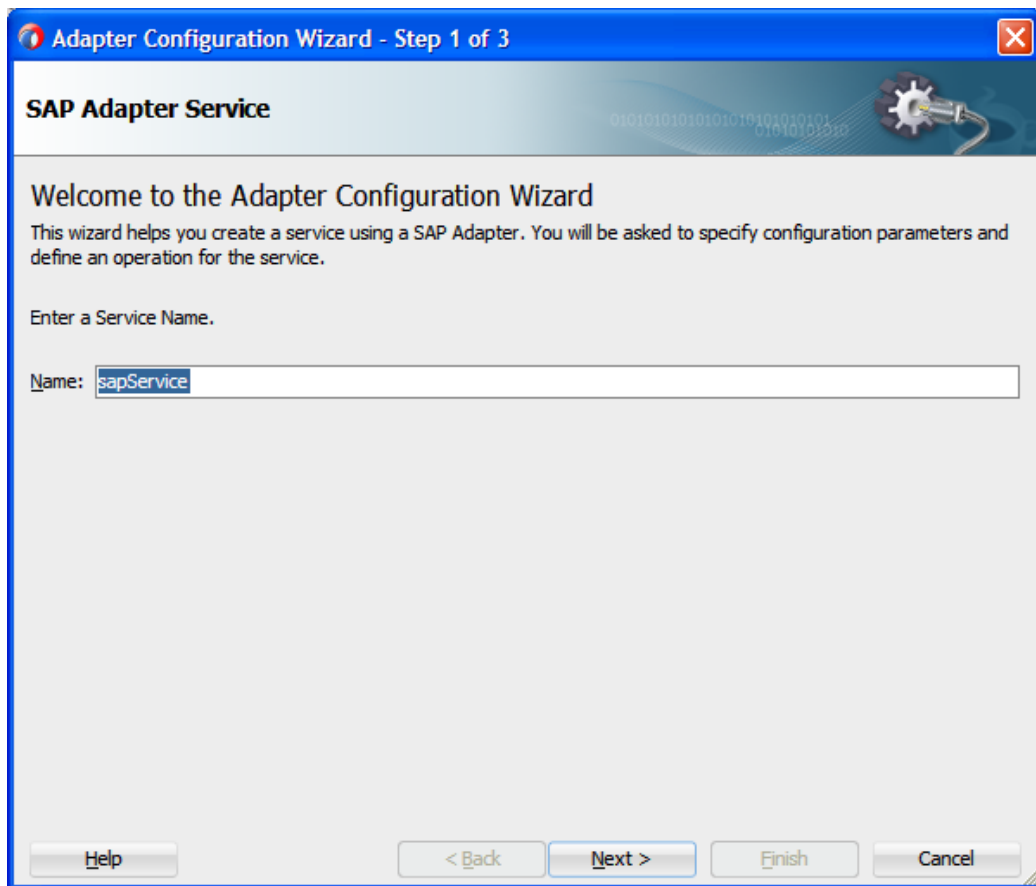 Adapter Configuration Wizard - Step 1 of 3
SAP Adapter Service
Welcome to the Adapter Configuration Wizard
This wizard helps you create a service using a SAP Adapter. You will be asked to specify configuration parameters and
define an operation for the service.
Enter a Service Name.
Name: sapService
Help < Back Next > Finish Cancel